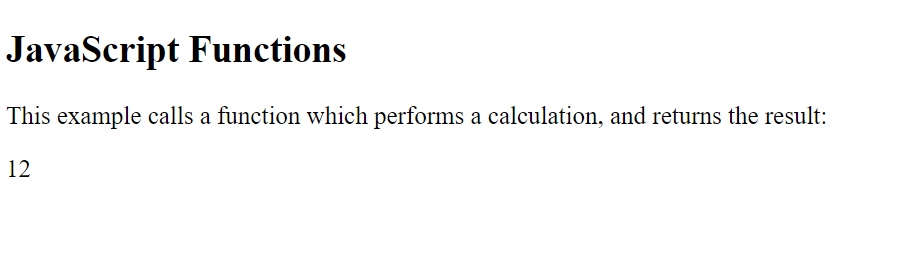 JavaScript Functions
This example calls a function which performs a calculation, and returns the result:
12